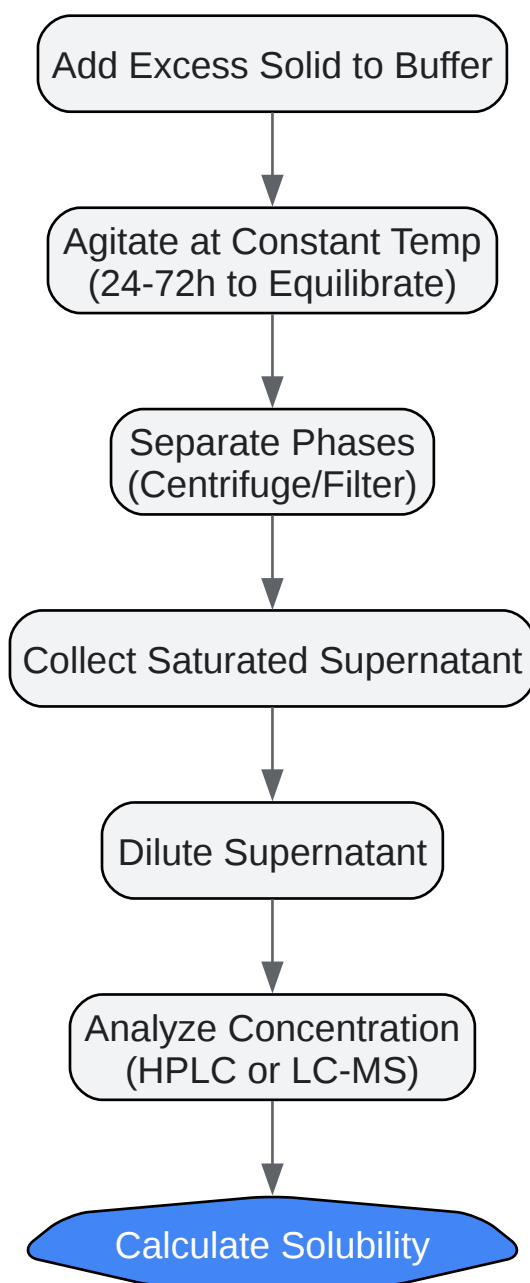 Add Excess Solid to Buffer
Agitate at Constant Temp
(24-72h to Equilibrate)
Separate Phases
(Centrifuge/Filter)
Collect Saturated Supernatant
Dilute Supernatant
Analyze Concentration
(HPLC or LC-MS)
Calculate Solubility